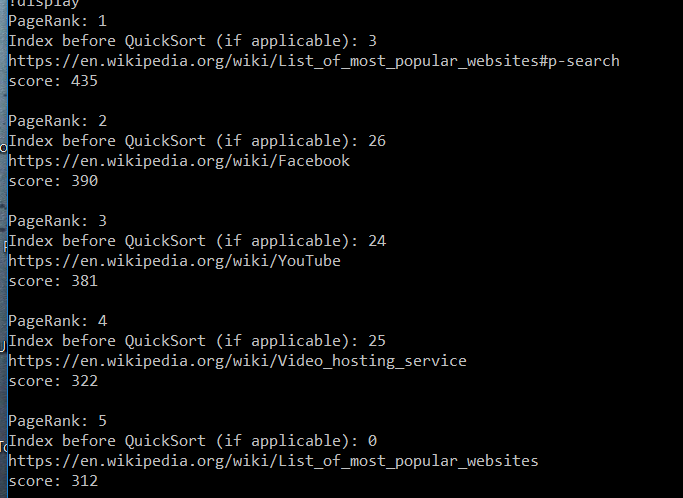 !display
PageRank: 1
Index before QuickSort (if applicable): 3
https://en.wikipedia.org/wiki/List_of_most_popular_websites#p-search
score: 435
PageRank: 2
Index before QuickSort (if applicable): 26
https://en.wikipedia.org/wiki/Facebook
score: 390
PageRank: 3
Index before QuickSort (if applicable): 24
https://en.wikipedia.org/wiki/YouTube
score: 381
PageRank: 4
Index before QuickSort (if applicable): 25
https://en.wikipedia.org/wiki/Video_hosting_service
score: 322
PageRank: 5
Index before QuickSort (if applicable): 0
https://en.wikipedia.org/wiki/List_of_most_popular_websites
score: 312